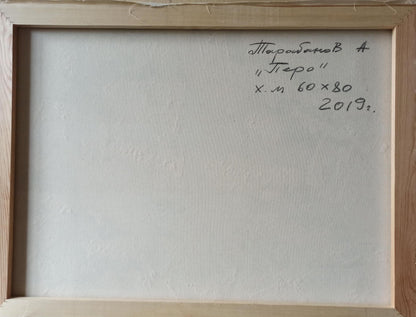 Тарабанов А
"Перо"
х.м 60×80
2019г.